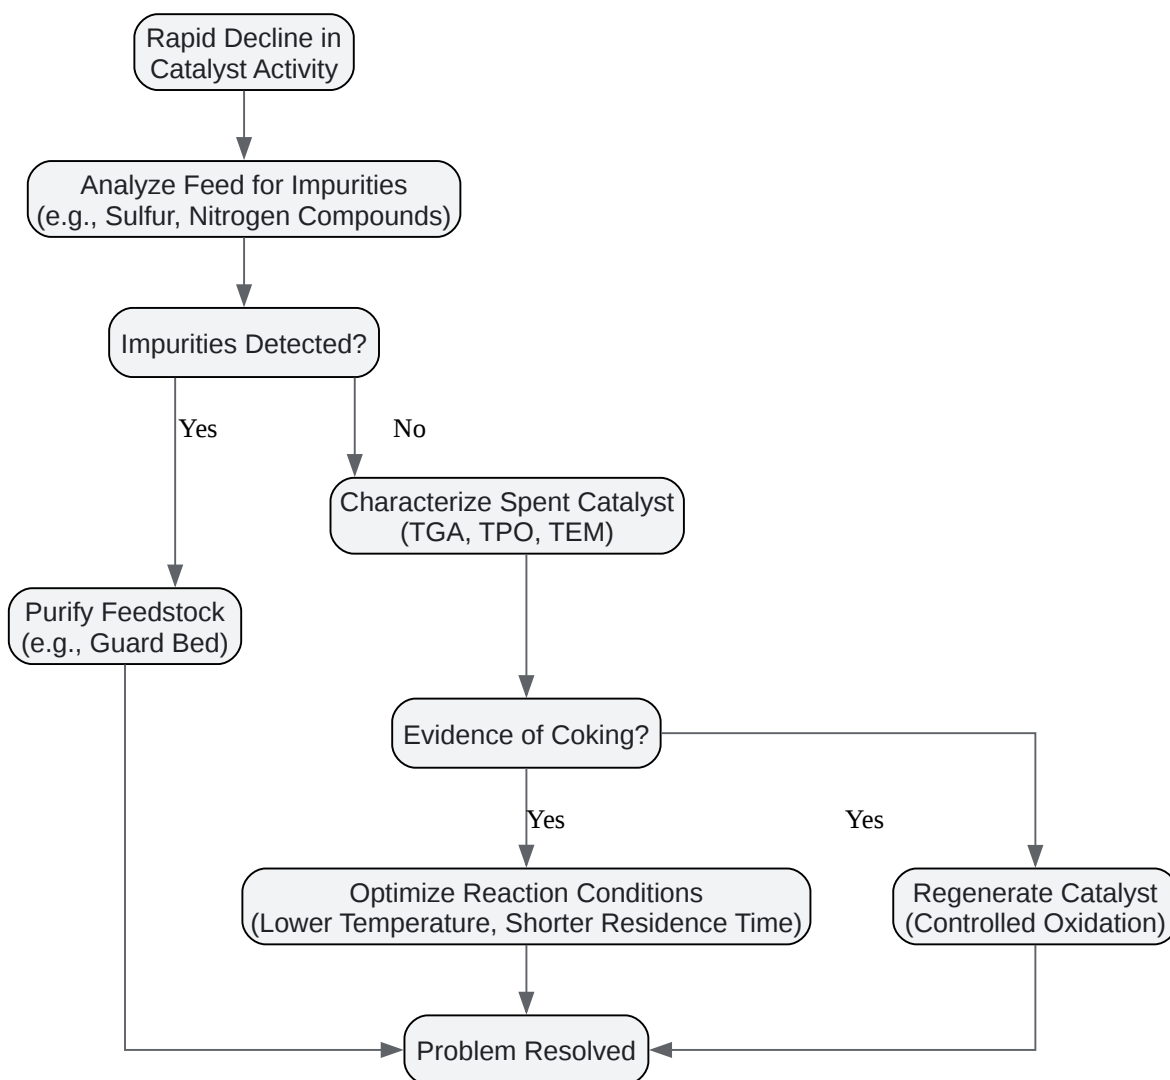 Rapid Decline in
Catalyst Activity
Analyze Feed for Impurities
(e.g., Sulfur, Nitrogen Compounds)
Impurities Detected?
Yes
No
Characterize Spent Catalyst
(TGA, TPO, TEM)
Purify Feedstock
(e.g., Guard Bed)
Evidence of Coking?
Yes
Yes
Optimize Reaction Conditions
(Lower Temperature, Shorter Residence Time)
Regenerate Catalyst
(Controlled Oxidation)
Problem Resolved